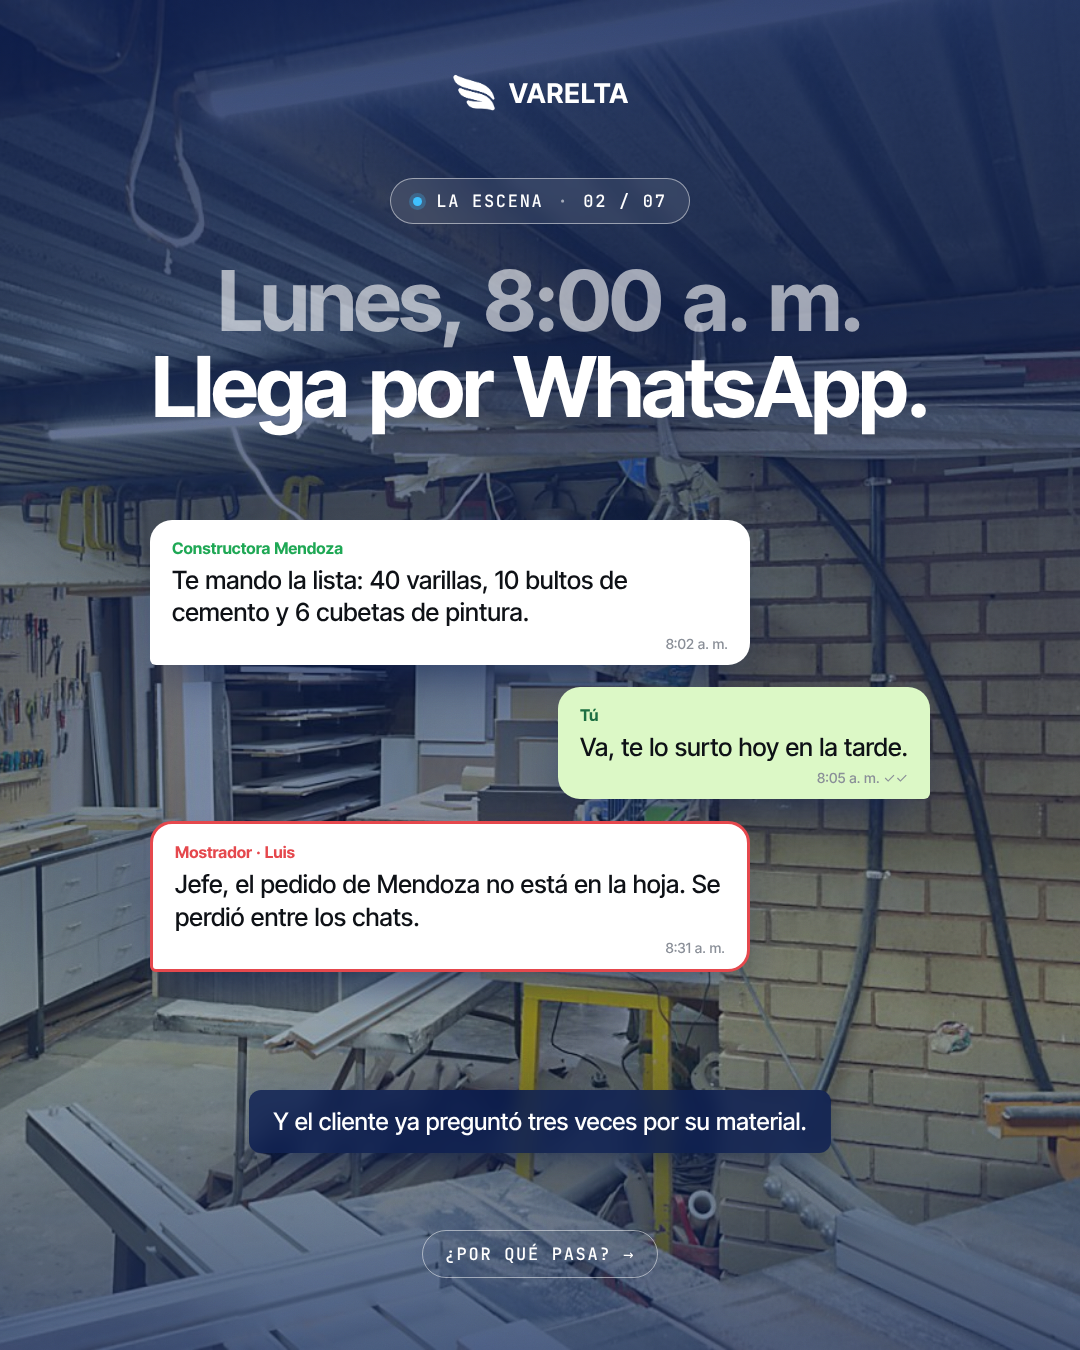 VARELTA
LA ESCENA · 02 / 07
Lunes, 8:00 a. m.
Llega por WhatsApp.
Constructora Mendoza
Te mando la lista: 40 varillas, 10 bultos de
cemento y 6 cubetas de pintura.
8:02 a. m.
Tú
Va, te lo surto hoy en la tarde.
8:05 a. m. ✓✓
Mostrador · Luis
Jefe, el pedido de Mendoza no está en la hoja. Se
perdió entre los chats.
8:31 a. m.
Y el cliente ya preguntó tres veces por su material.
¿POR QUÉ PASA? →